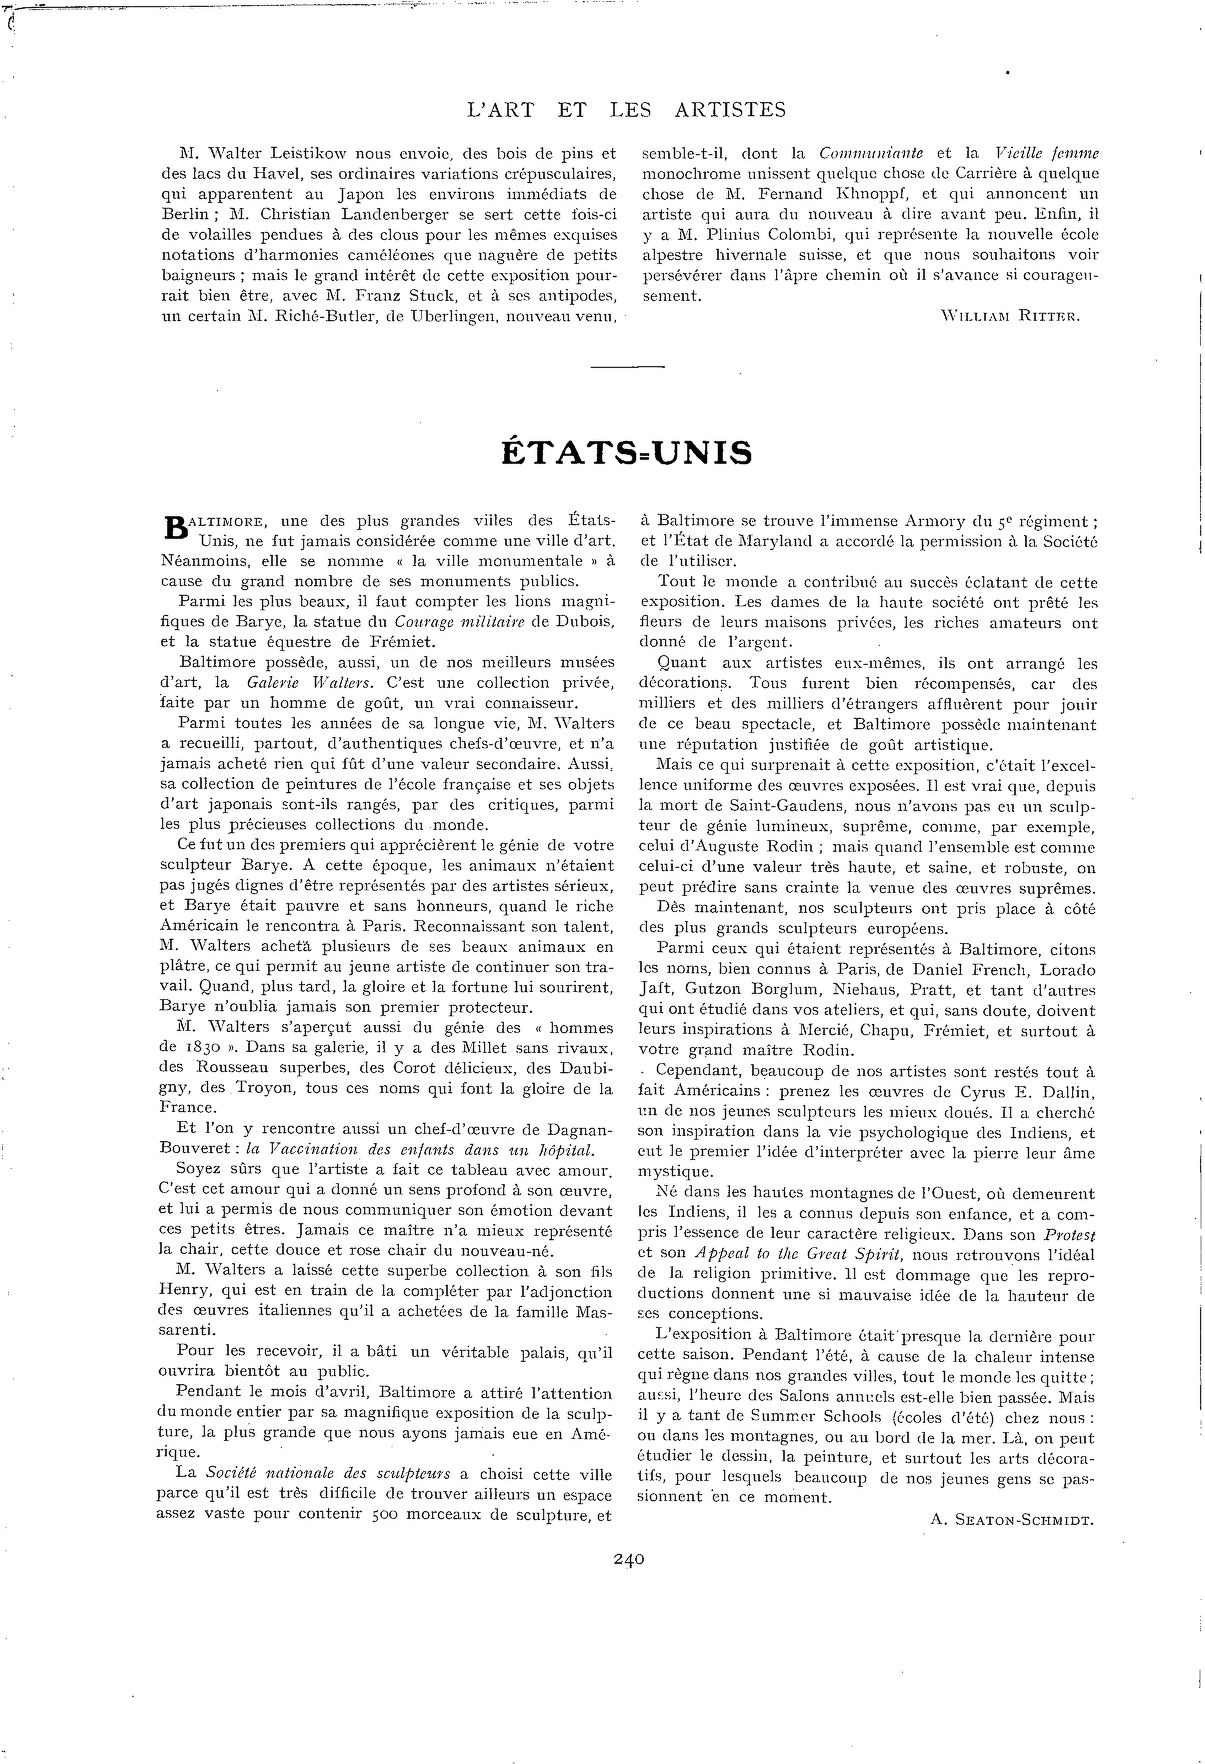 L'ART ET LES ARTISTES
M. Walter Leistikow nous envoie, des bois de pins et
des lacs du Havel, ses ordinaires variations crépusculaires,
qui apparentent au Japon les environs immédiats de
Berlin ; M. Christian Landenberger se sert cette fois-ci
de volailles pendues à des clous pour les mêmes exquises
notations d'harmonies caméléones que naguère de petits
baigneurs ; mais le grand intérêt de cette exposition pour-
rait bien être, avec M. Franz Stuck, et à ses antipodes,
un certain M. Riché-Butler, de Uberlingen, nouveau venu,
semble-t-il, dont la Communiante et la Vieille femme
monochrome unissent quelque chose de Carrière à quelque
chose de M. Fernand Khnoppf, et qui annoncent un
artiste qui aura du nouveau à dire avant peu. Enfin, il
y a M. Plinius Colombi, qui représente la nouvelle école
alpestre hivernale suisse, et que nous souhaitons voir
persévérer dans l'âpre chemin où il s'avance si courageu-
sement.
WILLIAM RITTER.
ÉTATS-UNIS
BALTIMORE, une des plus grandes villes des États-
Unis, ne fut jamais considérée comme une ville d'art.
Néanmoins, elle se nomme « la ville monumentale » à
cause du grand nombre de ses monuments publics.
Parmi les plus beaux, il faut compter les lions magni-
fiques de Barye, la statue du Courage militaire de Dubois,
et la statue équestre de Frémiet.
Baltimore possède, aussi, un de nos meilleurs musées
d'art, la Galerie Walters. C'est une collection privée,
faite par un homme de goût, un vrai connaisseur.
Parmi toutes les années de sa longue vie, M. Walters
a recueilli, partout, d'authentiques chefs-d'œuvre, et n'a
jamais acheté rien qui fût d'une valeur secondaire. Aussi,
sa collection de peintures de l'école française et ses objets
d'art japonais sont-ils rangés, par des critiques, parmi
les plus précieuses collections du monde.
Ce fut un des premiers qui apprécièrent le génie de votre
sculpteur Barye. A cette époque, les animaux n'étaient
pas jugés dignes d'être représentés par des artistes sérieux,
et Barye était pauvre et sans honneurs, quand le riche
Américain le rencontra à Paris. Reconnaissant son talent,
M. Walters acheta plusieurs de ses beaux animaux en
plâtre, ce qui permit au jeune artiste de continuer son tra-
vail. Quand, plus tard, la gloire et la fortune lui sourirent,
Barye n'oublia jamais son premier protecteur.
M. Walters s'aperçut aussi du génie des « hommes
de 1830 ». Dans sa galerie, il y a des Millet sans rivaux,
des Rousseau superbes, des Corot délicieux, des Daubi-
gny, des Troyon, tous ces noms qui font la gloire de la
France.
Et l'on y rencontre aussi un chef-d'œuvre de Dagnan-
Bouveret : la Vaccination des enfants dans un hôpital.
Soyez sûrs que l'artiste a fait ce tableau avec amour.
C'est cet amour qui a donné un sens profond à son œuvre,
et lui a permis de nous communiquer son émotion devant
ces petits êtres. Jamais ce maître n'a mieux représenté
la chair, cette douce et rose chair du nouveau-né.
M. Walters a laissé cette superbe collection à son fils
Henry, qui est en train de la compléter par l'adjonction
des œuvres italiennes qu'il a achetées de la famille Mas-
sarenti.
Pour les recevoir, il a bâti un véritable palais, qu'il
ouvrira bientôt au public.
Pendant le mois d'avril, Baltimore a attiré l'attention
du monde entier par sa magnifique exposition de la sculp-
ture, la plus grande que nous ayons jamais eue en Amé-
rique.
La Société nationale des sculpteurs a choisi cette ville
parce qu'il est très difficile de trouver ailleurs un espace
assez vaste pour contenir 500 morceaux de sculpture, et
à Baltimore se trouve l'immense Armory du 5e régiment ;
et l'État de Maryland a accordé la permission à la Société
de l'utiliser.
Tout le monde a contribué au succès éclatant de cette
exposition. Les dames de la haute société ont prêté les
fleurs de leurs maisons privées, les riches amateurs ont
donné de l'argent.
Quant aux artistes eux-mêmes, ils ont arrangé les
décorations. Tous furent bien récompensés, car des
milliers et des milliers d'étrangers affluèrent pour jouir
de ce beau spectacle, et Baltimore possède maintenant
une réputation justifiée de goût artistique.
Mais ce qui surprenait à cette exposition, c'était l'excel-
lence uniforme des œuvres exposées. Il est vrai que, depuis
la mort de Saint-Gaudens, nous n'avons pas eu un sculp-
teur de génie lumineux, suprême, comme, par exemple,
celui d'Auguste Rodin ; mais quand l'ensemble est comme
celui-ci d'une valeur très haute, et saine, et robuste, on
peut prédire sans crainte la venue des œuvres suprêmes.
Dès maintenant, nos sculpteurs ont pris place à côté
des plus grands sculpteurs européens.
Parmi ceux qui étaient représentés à Baltimore, citons
les noms, bien connus à Paris, de Daniel French, Lorado
Jaft, Gutzon Borglum, Niehaus, Pratt, et tant d'autres
qui ont étudié dans vos ateliers, et qui, sans doute, doivent
leurs inspirations à Mercié, Chapu, Frémiet, et surtout à
votre grand maître Rodin.
Cependant, beaucoup de nos artistes sont restés tout à
fait Américains : prenez les œuvres de Cyrus E. Dallin,
un de nos jeunes sculpteurs les mieux doués. Il a cherché
son inspiration dans la vie psychologique des Indiens, et
eut le premier l'idée d'interpréter avec la pierre leur âme
mystique.
Né dans les hautes montagnes de l'Ouest, où demeurent
les Indiens, il les a connus depuis son enfance, et a com-
pris l'essence de leur caractère religieux. Dans son Protest
et son Appeal to the Great Spirit, nous retrouvons l'idéal
de la religion primitive. Il est dommage que les repro-
ductions donnent une si mauvaise idée de la hauteur de
ses conceptions.
L'exposition à Baltimore était presque la dernière pour
cette saison. Pendant l'été, à cause de la chaleur intense
qui règne dans nos grandes villes, tout le monde les quitte ;
aussi, l'heure des Salons annuels est-elle bien passée. Mais
il y a tant de Summer Schools (écoles d'été) chez nous :
ou dans les montagnes, ou au bord de la mer. Là, on peut
étudier le dessin, la peinture, et surtout les arts décora-
tifs, pour lesquels beaucoup de nos jeunes gens se pas-
sionnent en ce moment.
A. SEATON-SCHMIDT.
240